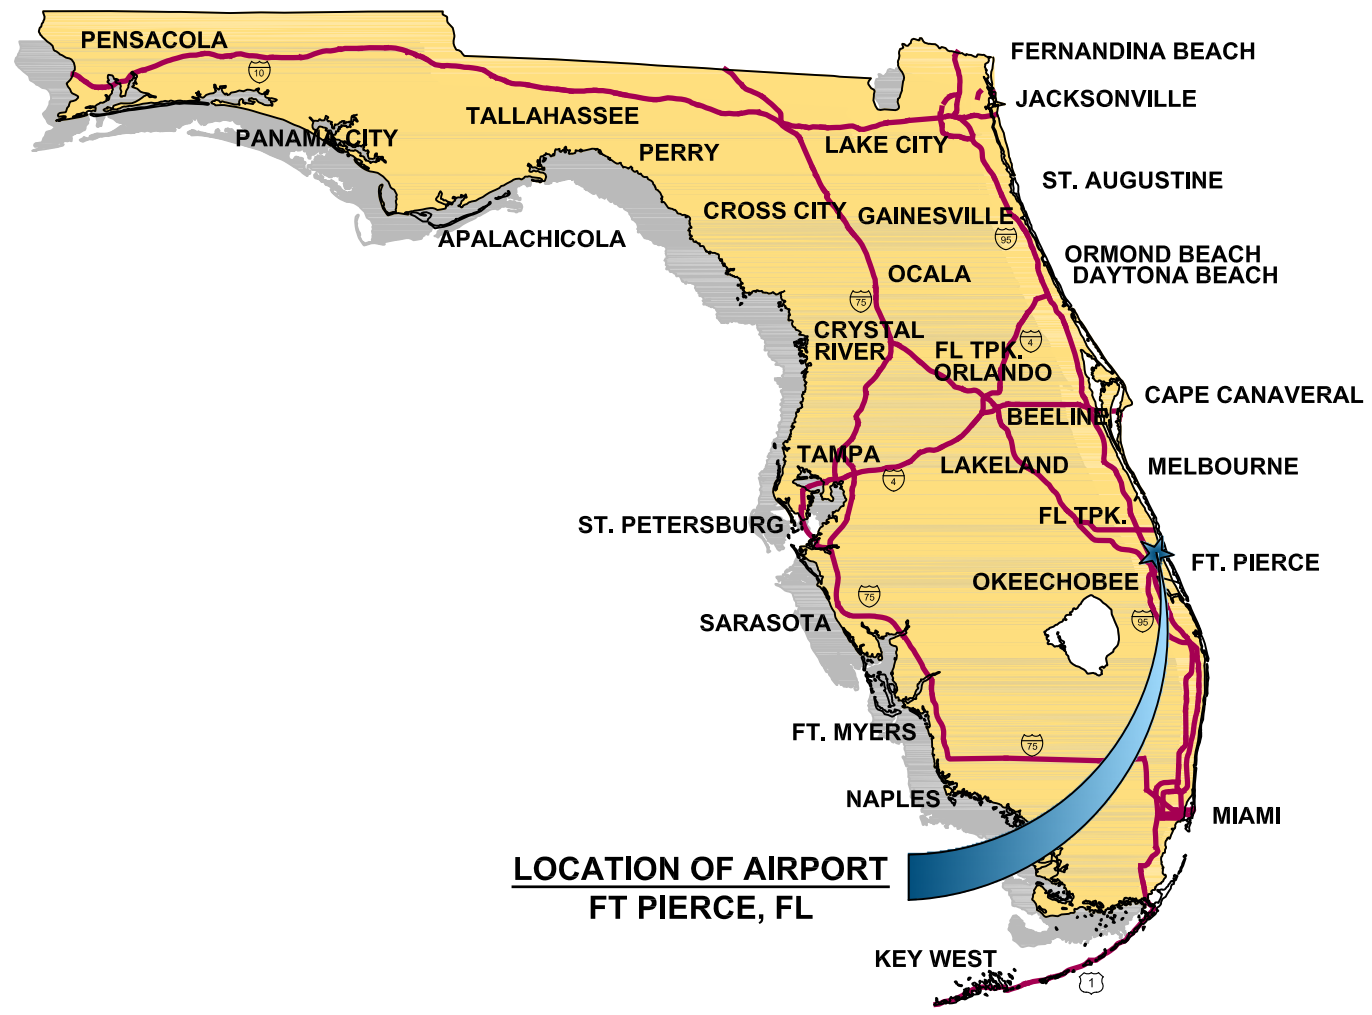 PENSACOLA
FERNANDINA BEACH
10
JACKSONVILLE
TALLAHASSEE
PANAMA CITY
LAKE CITY
PERRY
ST. AUGUSTINE
CROSS CITY
GAINESVILLE
APALACHICOLA
95
ORMOND BEACH
DAYTONA BEACH
OCALA
75
CRYSTAL
RIVER
4
FL TPK.
ORLANDO
CAPE CANAVERAL
BEELINE
TAMPA
LAKELAND
MELBOURNE
4
FL TPK.
ST. PETERSBURG
FT. PIERCE
OKEECHOBEE
75
SARASOTA
95
FT. MYERS
75
NAPLES
MIAMI
LOCATION OF AIRPORT
FT PIERCE, FL
KEY WEST
1